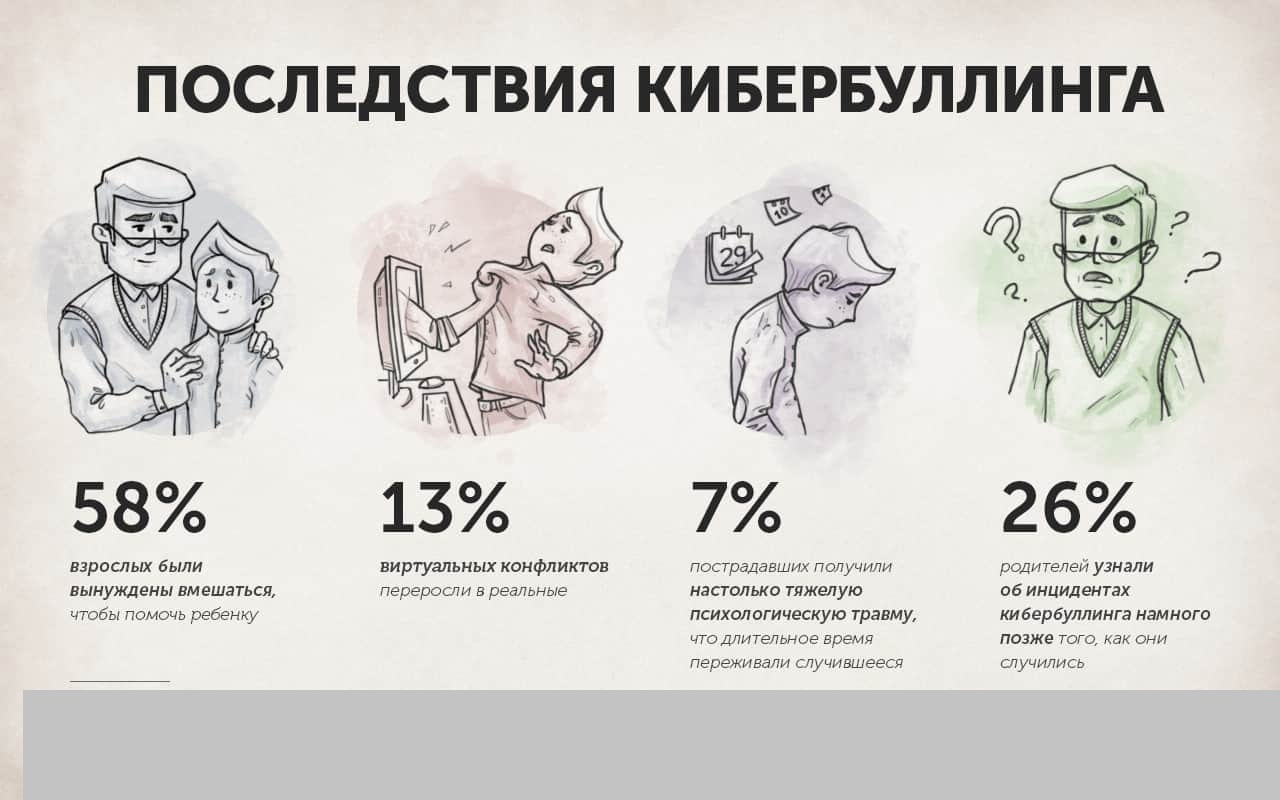 ПОСЛЕДСТВИЯ КИБЕРБУЛЛИНГА
10
29
58%
взрослых были
вынуждены вмешаться,
чтобы помочь ребенку
13%
виртуальных конфликтов
переросли в реальные
7%
пострадавших получили
настолько тяжелую
психологическую травму,
что длительное время
переживали случившееся
26%
родителей узнали
об инцидентах
кибербуллинга намного
позже того, как они
случились